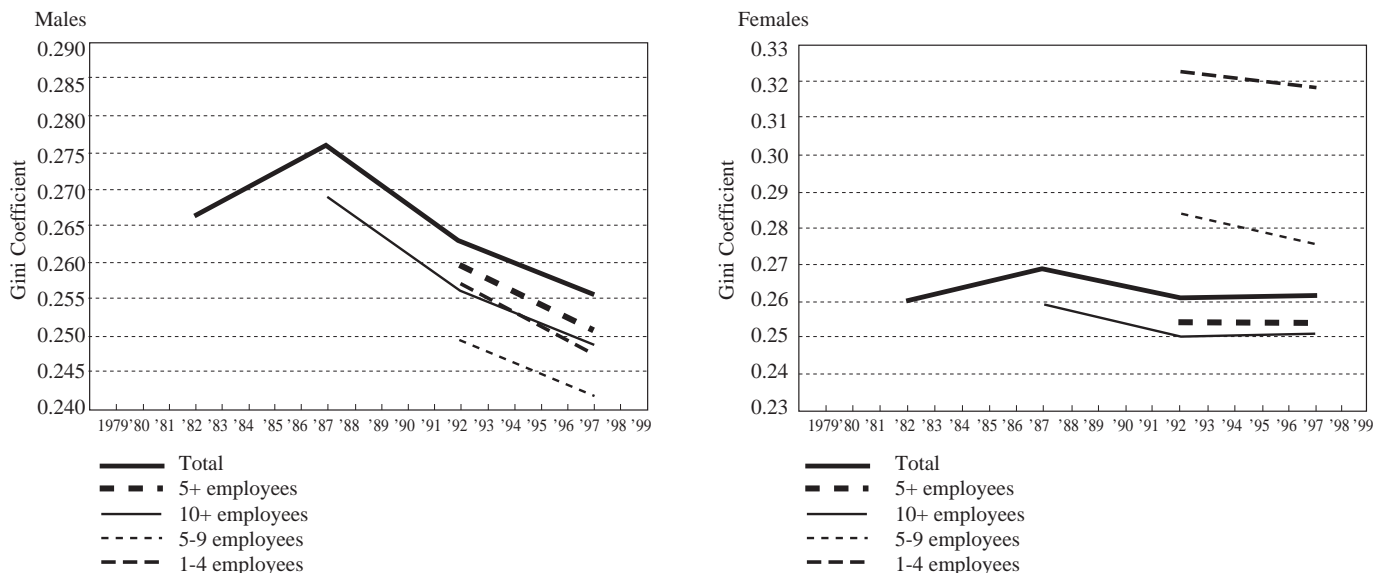 Males
Gini Coefficient
0.290
0.285
0.280
0.275
0.270
0.265
0.260
0.255
0.250
0.245
0.240
1979 '80 '81 '82 '83 '84 '85 '86 '87 '88 '89 '90 '91 '92 '93 '94 '95 '96 '97 '98 '99
Total
5+ employees
10+ employees
5-9 employees
1-4 employees
Females
Gini Coefficient
0.33
0.32
0.31
0.30
0.29
0.28
0.27
0.26
0.25
0.24
0.23
1979 '80 '81 '82 '83 '84 '85 '86 '87 '88 '89 '90 '91 '92 '93 '94 '95 '96 '97 '98 '99
Total
5+ employees
10+ employees
5-9 employees
1-4 employees